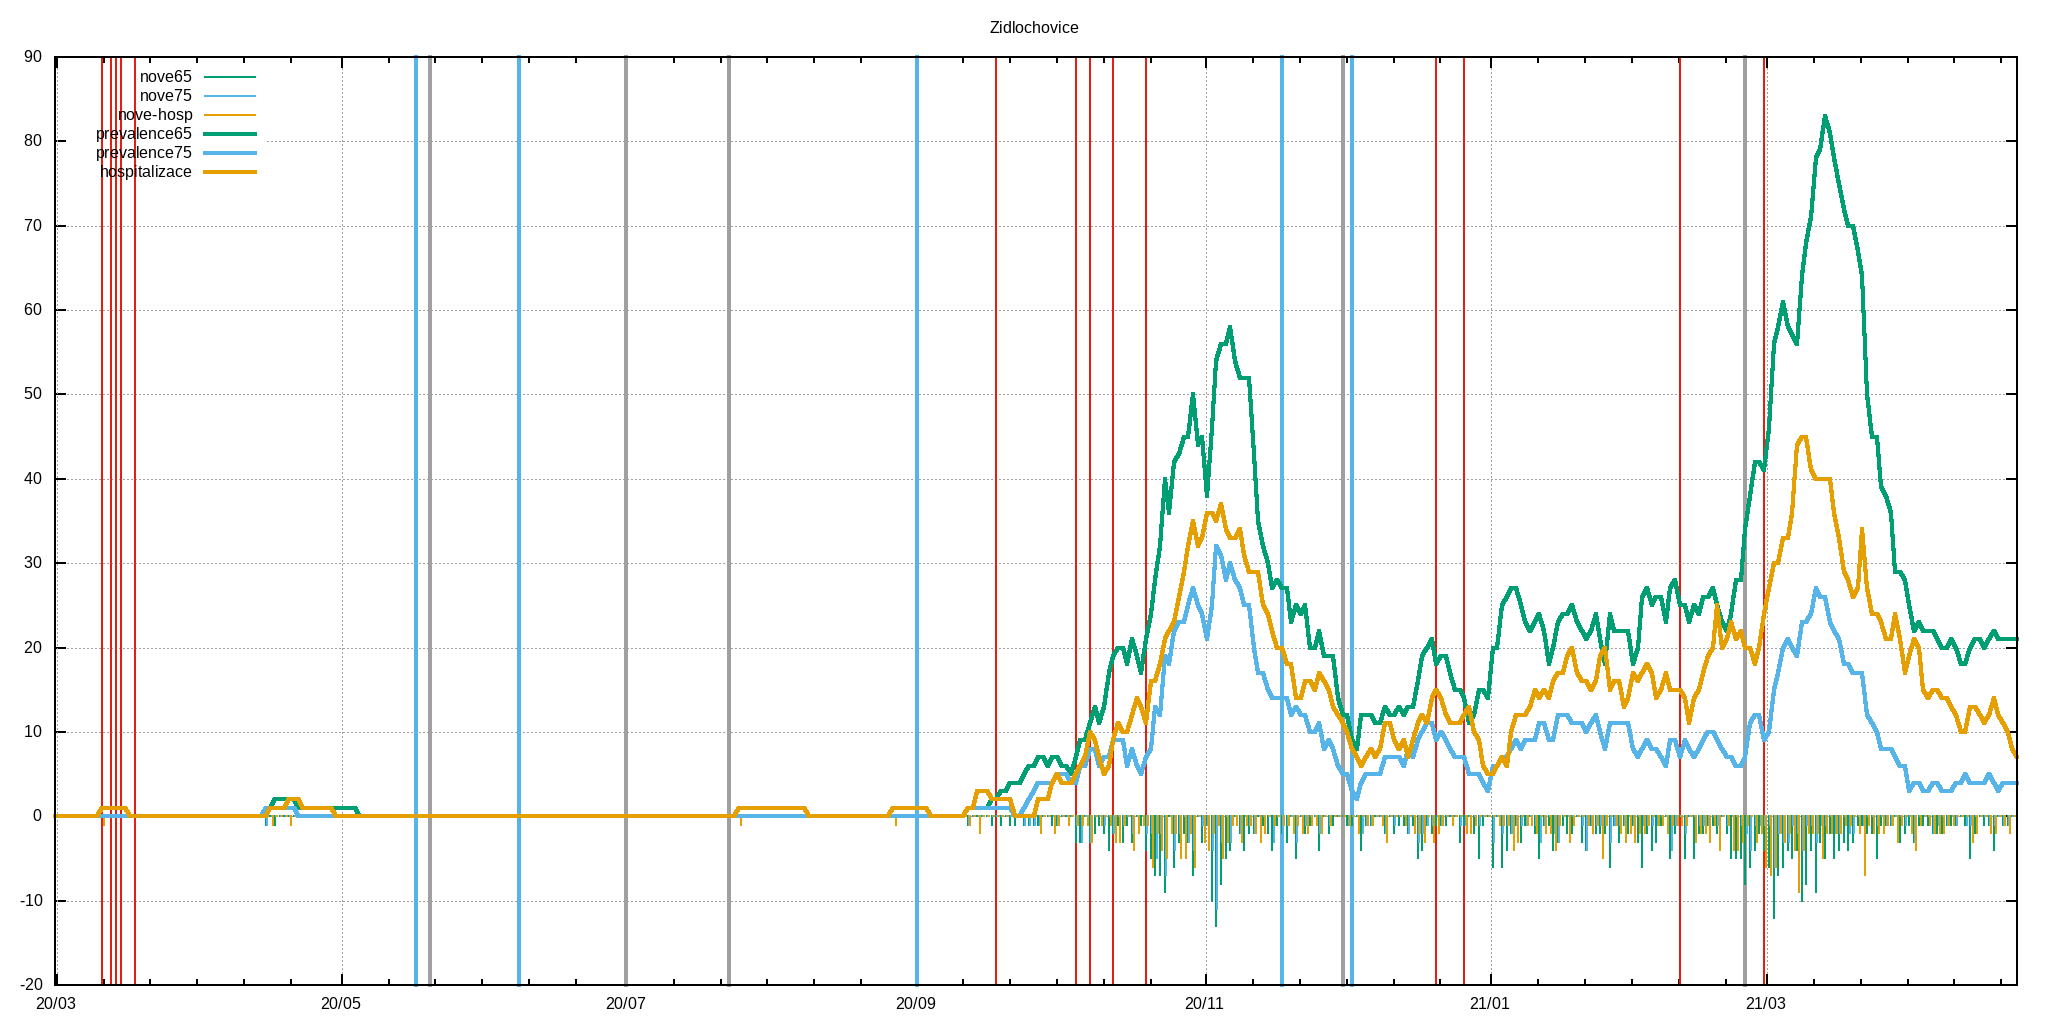 Zidlochovice
90
80
70
60
50
40
30
20
10
0
-10
-20
nove65
nove75
nove-hosp
prevalence65
prevalence75
hospitalizace
20/03 20/05 20/07 20/09 20/11 21/01 21/03